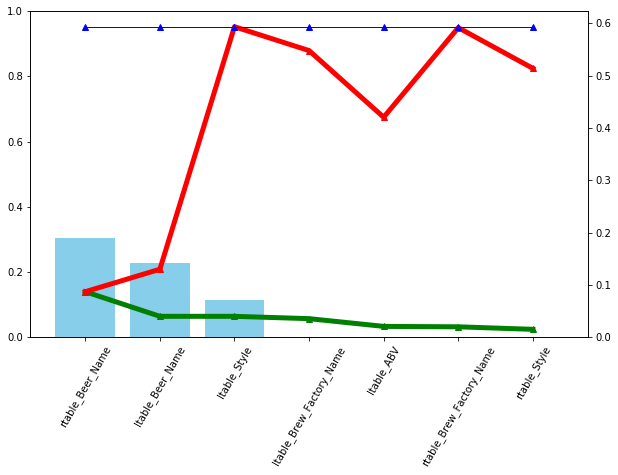 1.0
0.8
0.6
0.4
0.2
0.0
0.6
0.5
0.4
0.3
0.2
0.1
0.0
rtable_Beer_Name
ltable_Beer_Name
ltable_Style
ltable_Brew_Factory_Name
ltable_ABV
rtable_Brew_Factory_Name
rtable_Style